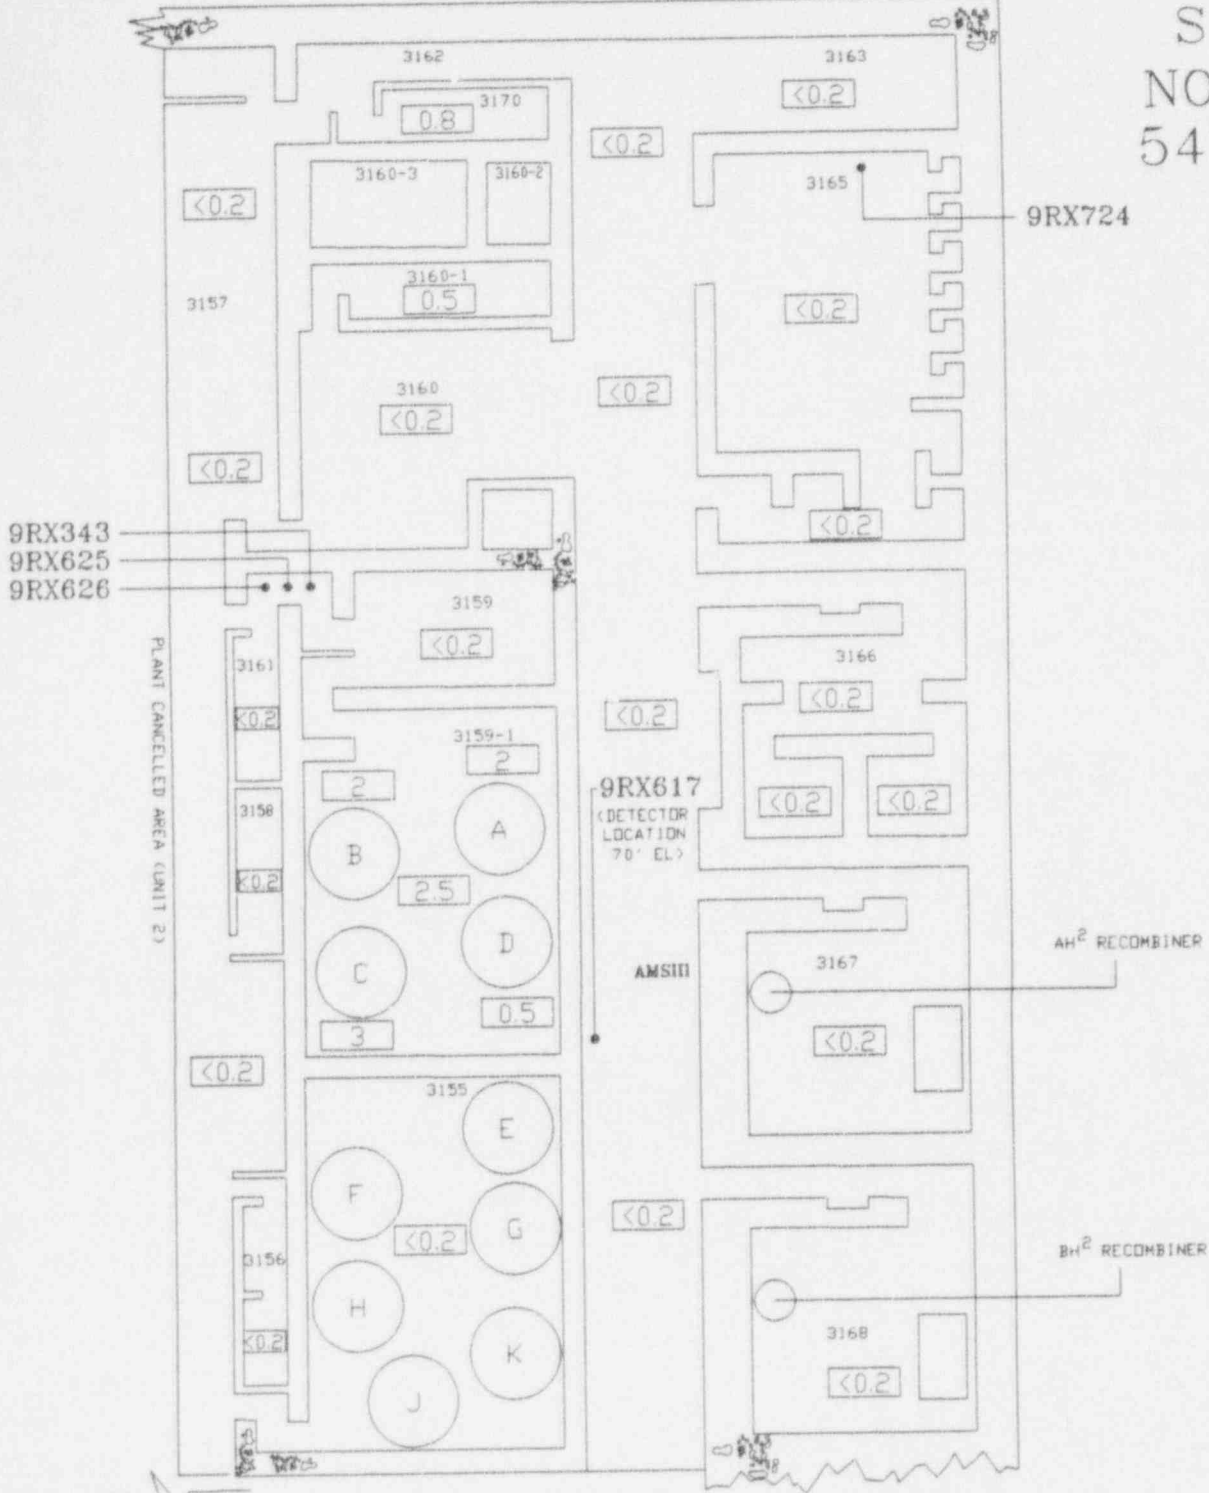 S
NO
54
3162
3163
<0.2
3170
0.8
<0.2
3160-3
3160-2
3165
<0.2
9RX724
3160-1
0.5
3157
<0.2
3160
<0.2
<0.2
<0.2
<0.2
9RX343
9RX625
9RX626
3159
<0.2
3161
3166
<0.2
<0.2
<0.2
PLANT CANCELLED AREA (UNIT 2)
3159-1
2
2
9RX617
(DETECTOR
LOCATION
70' EL)
<0.2
<0.2
3158
<0.2
A
B
2.5
D
C
AMSIII
3167
AH² RECOMBINER
0.5
3
<0.2
<0.2
3155
E
F
G
<0.2
<0.2
3156
BH² RECOMBINER
H
<0.2
K
3168
<0.2
J